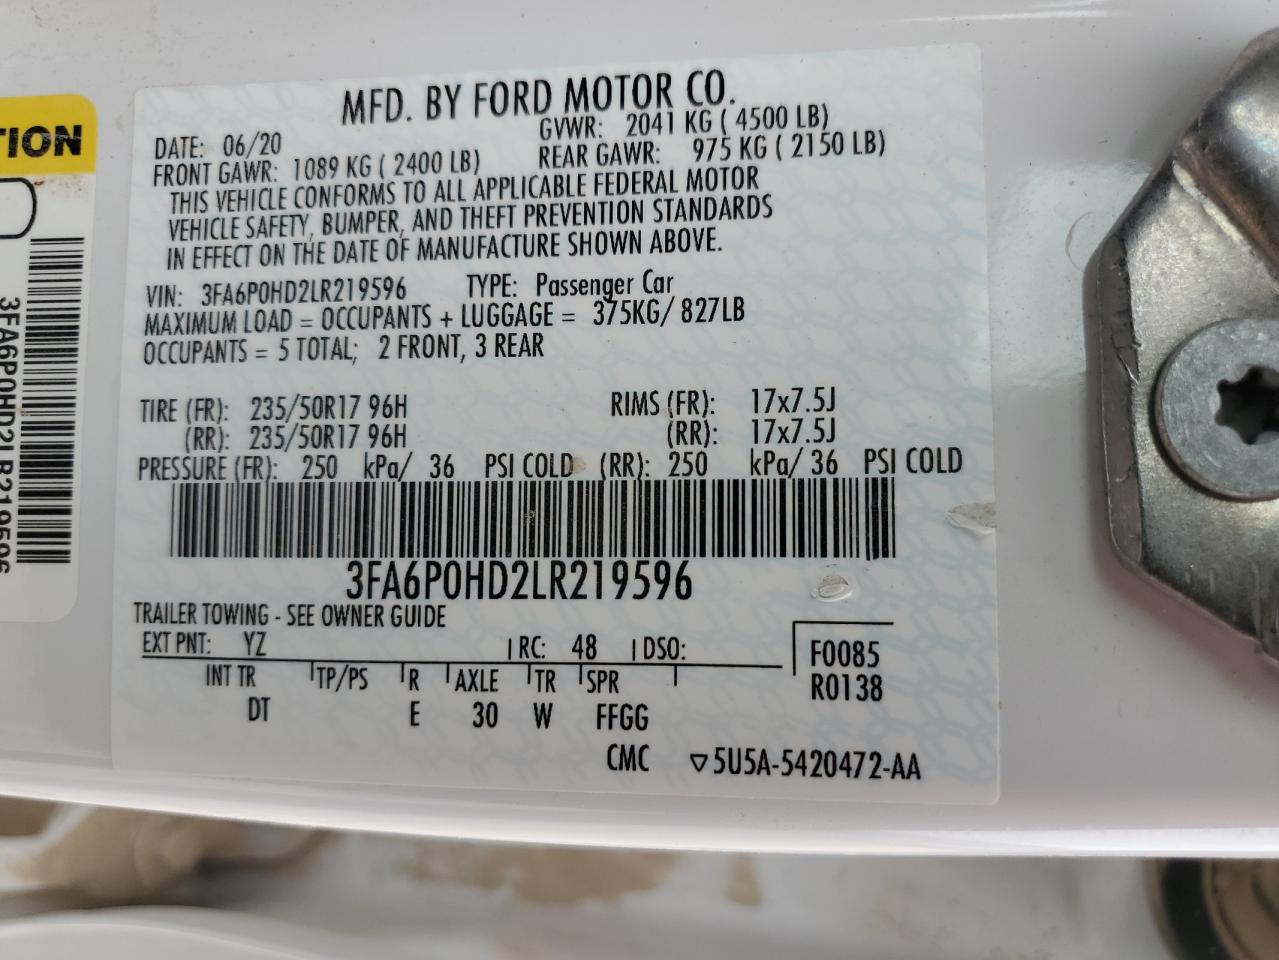 MFD. BY FORD MOTOR CO.
DATE: 06/20 GVWR: 2041 KG ( 4500 LB)
FRONT GAWR: 1089 KG ( 2400 LB) REAR GAWR: 975 KG ( 2150 LB)
THIS VEHICLE CONFORMS TO ALL APPLICABLE FEDERAL MOTOR
VEHICLE SAFETY, BUMPER, AND THEFT PREVENTION STANDARDS
IN EFFECT ON THE DATE OF MANUFACTURE SHOWN ABOVE.
VIN: 3FA6P0HD2LR219596 TYPE: Passenger Car
MAXIMUM LOAD = OCCUPANTS + LUGGAGE = 375KG/ 827LB
OCCUPANTS = 5 TOTAL; 2 FRONT, 3 REAR
TIRE (FR): 235/50R17 96H RIMS (FR): 17x7.5J
(RR): 235/50R17 96H (RR): 17x7.5J
PRESSURE (FR): 250 kPa/ 36 PSI COLD (RR): 250 kPa/ 36 PSI COLD
3FA6P0HD2LR219596
TRAILER TOWING - SEE OWNER GUIDE
EXT PNT: YZ RC: 48 DSO:
F0085
R0138
INT TR TP/PS R AXLE TR SPR
DT E 30 W FFGG
CMC ▽5U5A-5420472-AA
TION
3FA6P0HD2LR219596